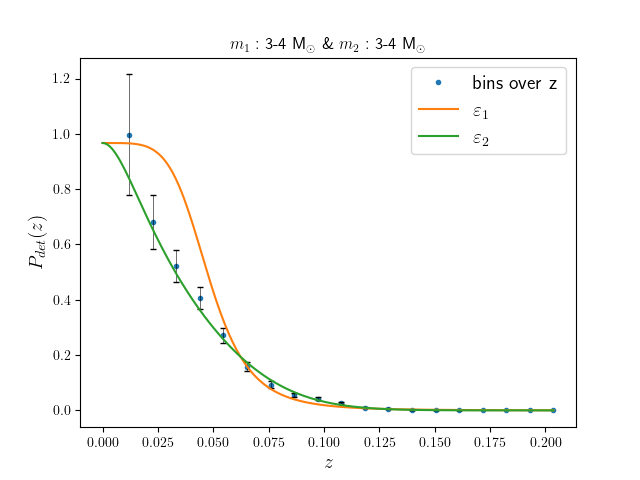 m₁ : 3-4 M⊙ & m₂ : 3-4 M⊙
bins over z
ε₁
ε₂
P_det(z)
1.2
1.0
0.8
0.6
0.4
0.2
0.0
0.000 0.025 0.050 0.075 0.100 0.125 0.150 0.175 0.200
z